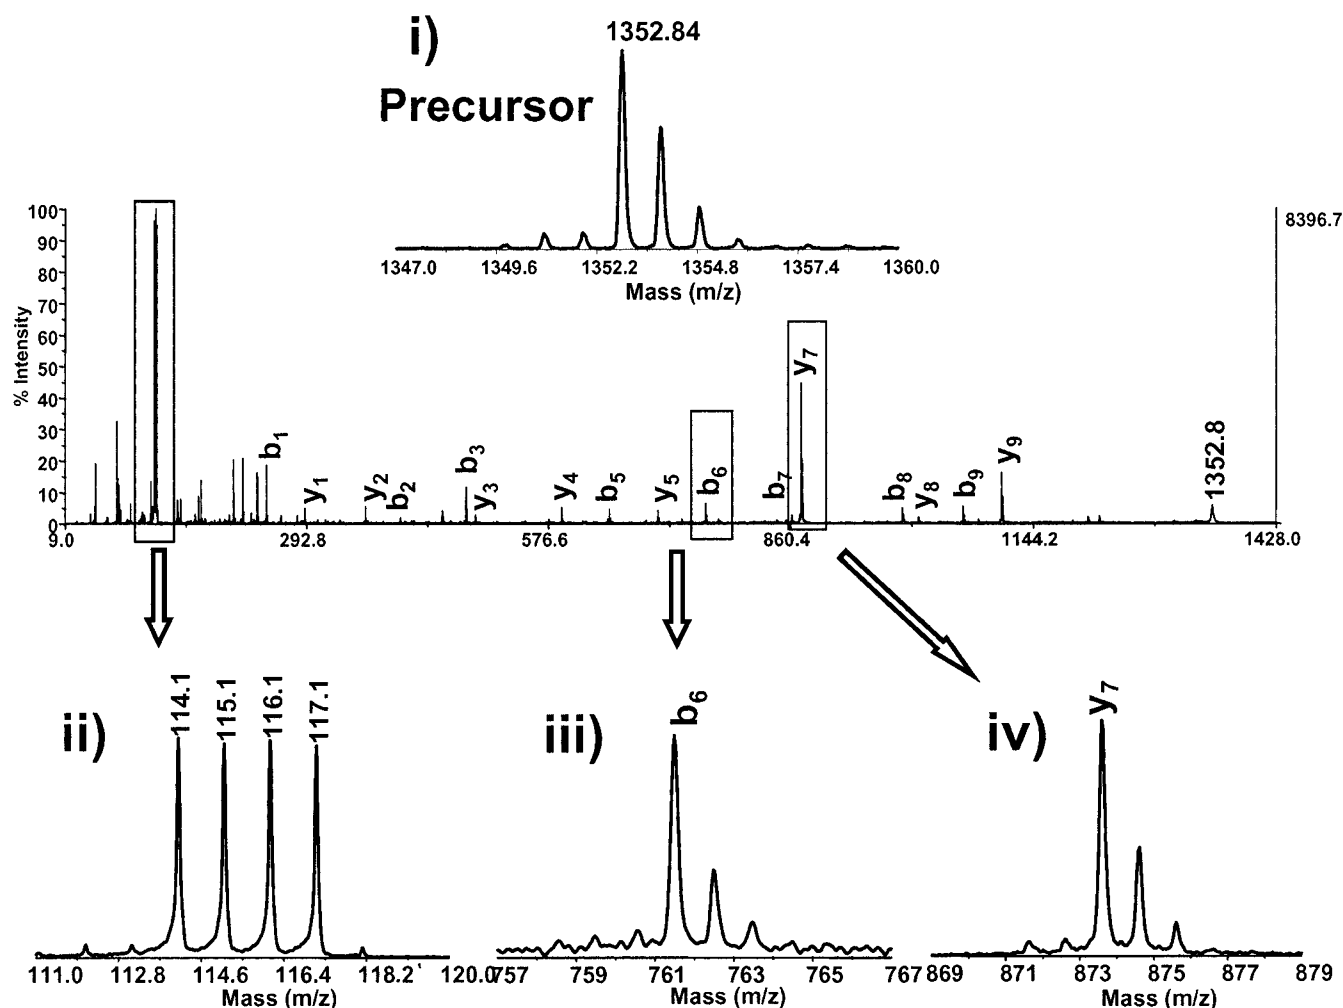 i)
1352.84
Precursor
1347.0 1349.6 1352.2 1354.8 1357.4 1360.0
Mass (m/z)
8396.7
% Intensity
100
90
80
70
60
50
40
30
20
10
0
b1 y1 y2 b2 b3 y3 y4 b5 y5 b6 b7 y7 b8 y8 b9 y9 1352.8
9.0 292.8 576.6 860.4 1144.2 1428.0
ii)
114.1 115.1 116.1 117.1
111.0 112.8 114.6 116.4 118.2 120.0
Mass (m/z)
iii)
b6
757 759 761 763 765 767
Mass (m/z)
iv)
y7
869 871 873 875 877 879
Mass (m/z)